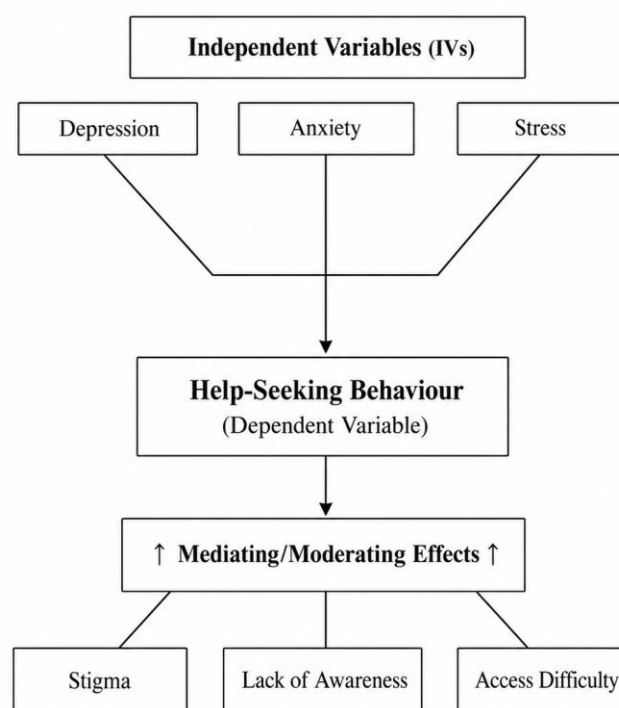 Independent Variables (IVs)
Depression
Anxiety
Stress
Help-Seeking Behaviour
(Dependent Variable)
↑ Mediating/Moderating Effects ↑
Stigma
Lack of Awareness
Access Difficulty